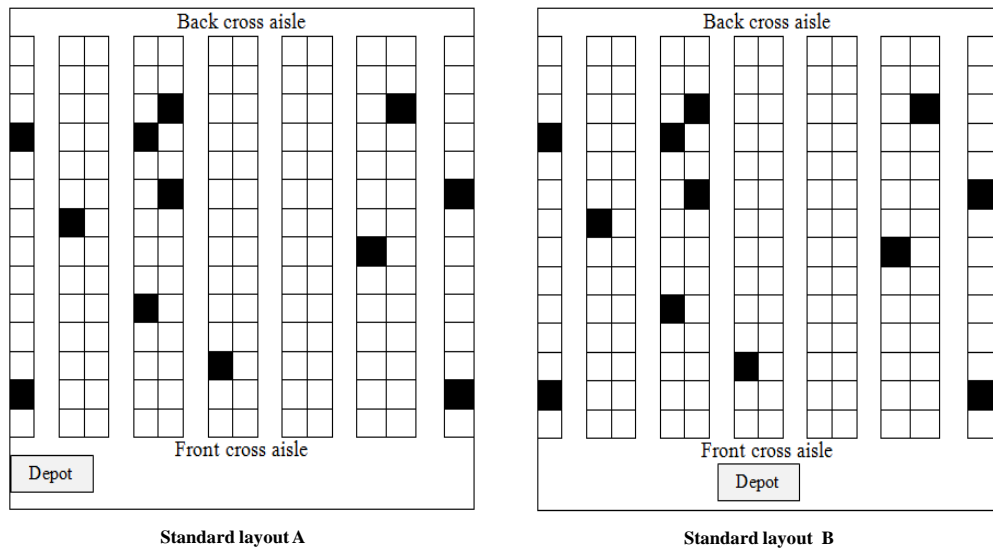 Back cross aisle
Back cross aisle
Front cross aisle
Front cross aisle
Depot
Depot
Standard layout A
Standard layout B